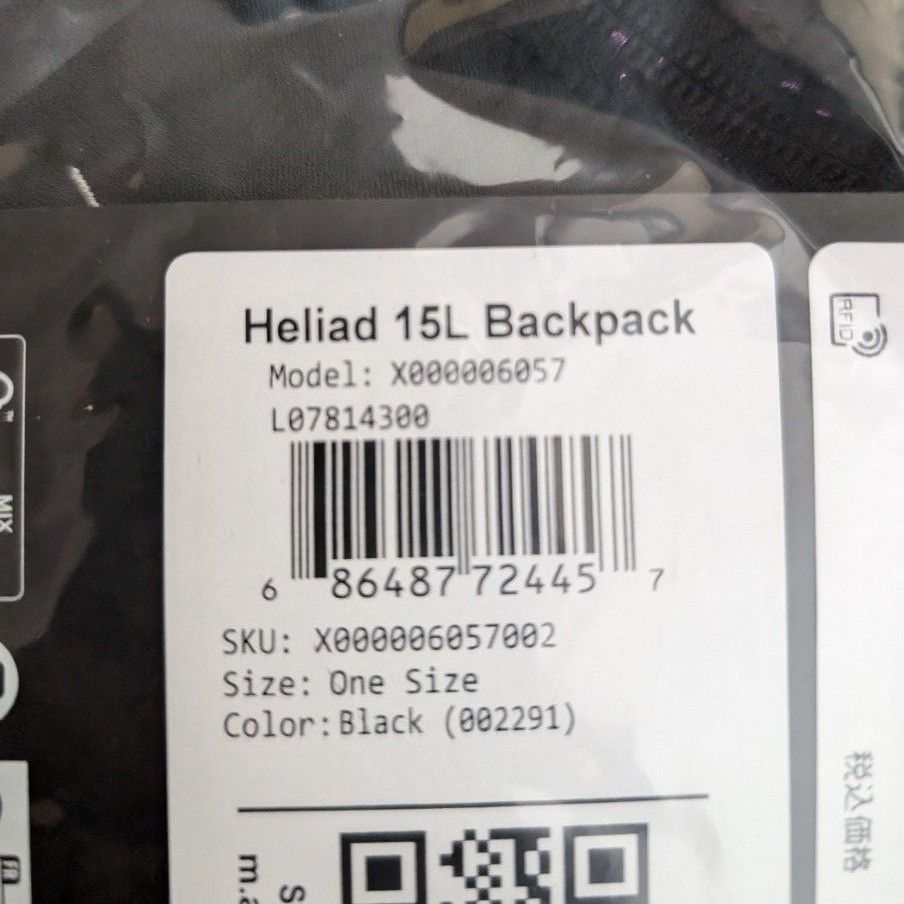 Heliad 15L Backpack
Model: X000006057
L07814300
6 86487 72445 7
SKU: X000006057002
Size: One Size
Color: Black (002291)
RFID
税込価格
MIX
m.a
S